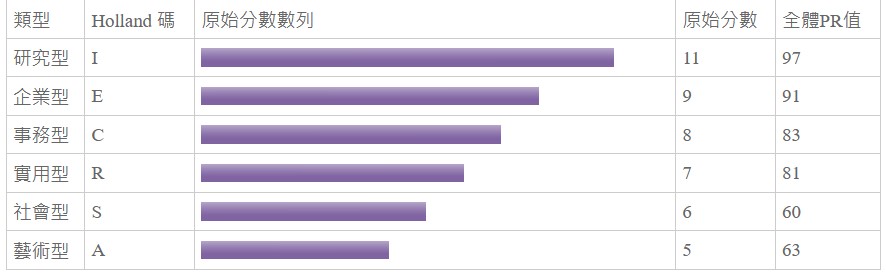 類型 Holland 碼 原始分數數列 原始分數 全體PR值
研究型 I 11 97
企業型 E 9 91
事務型 C 8 83
實用型 R 7 81
社會型 S 6 60
藝術型 A 5 63